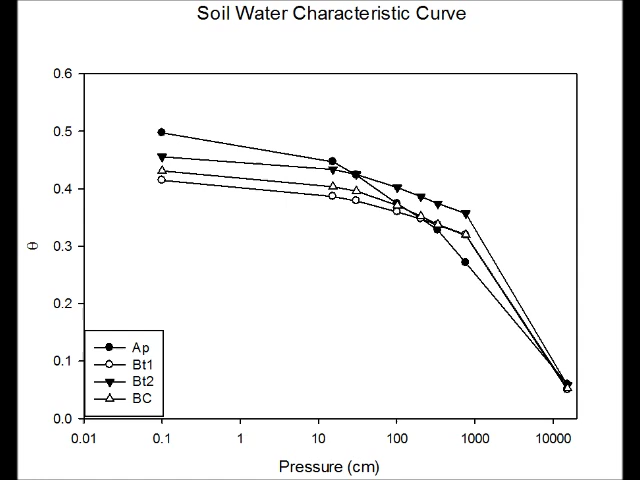 Soil Water Characteristic Curve
0.6
0.5
0.4
0.3
0.2
0.1
0.0
θ
Ap
Bt1
Bt2
BC
0.01 0.1 1 10 100 1000 10000
Pressure (cm)